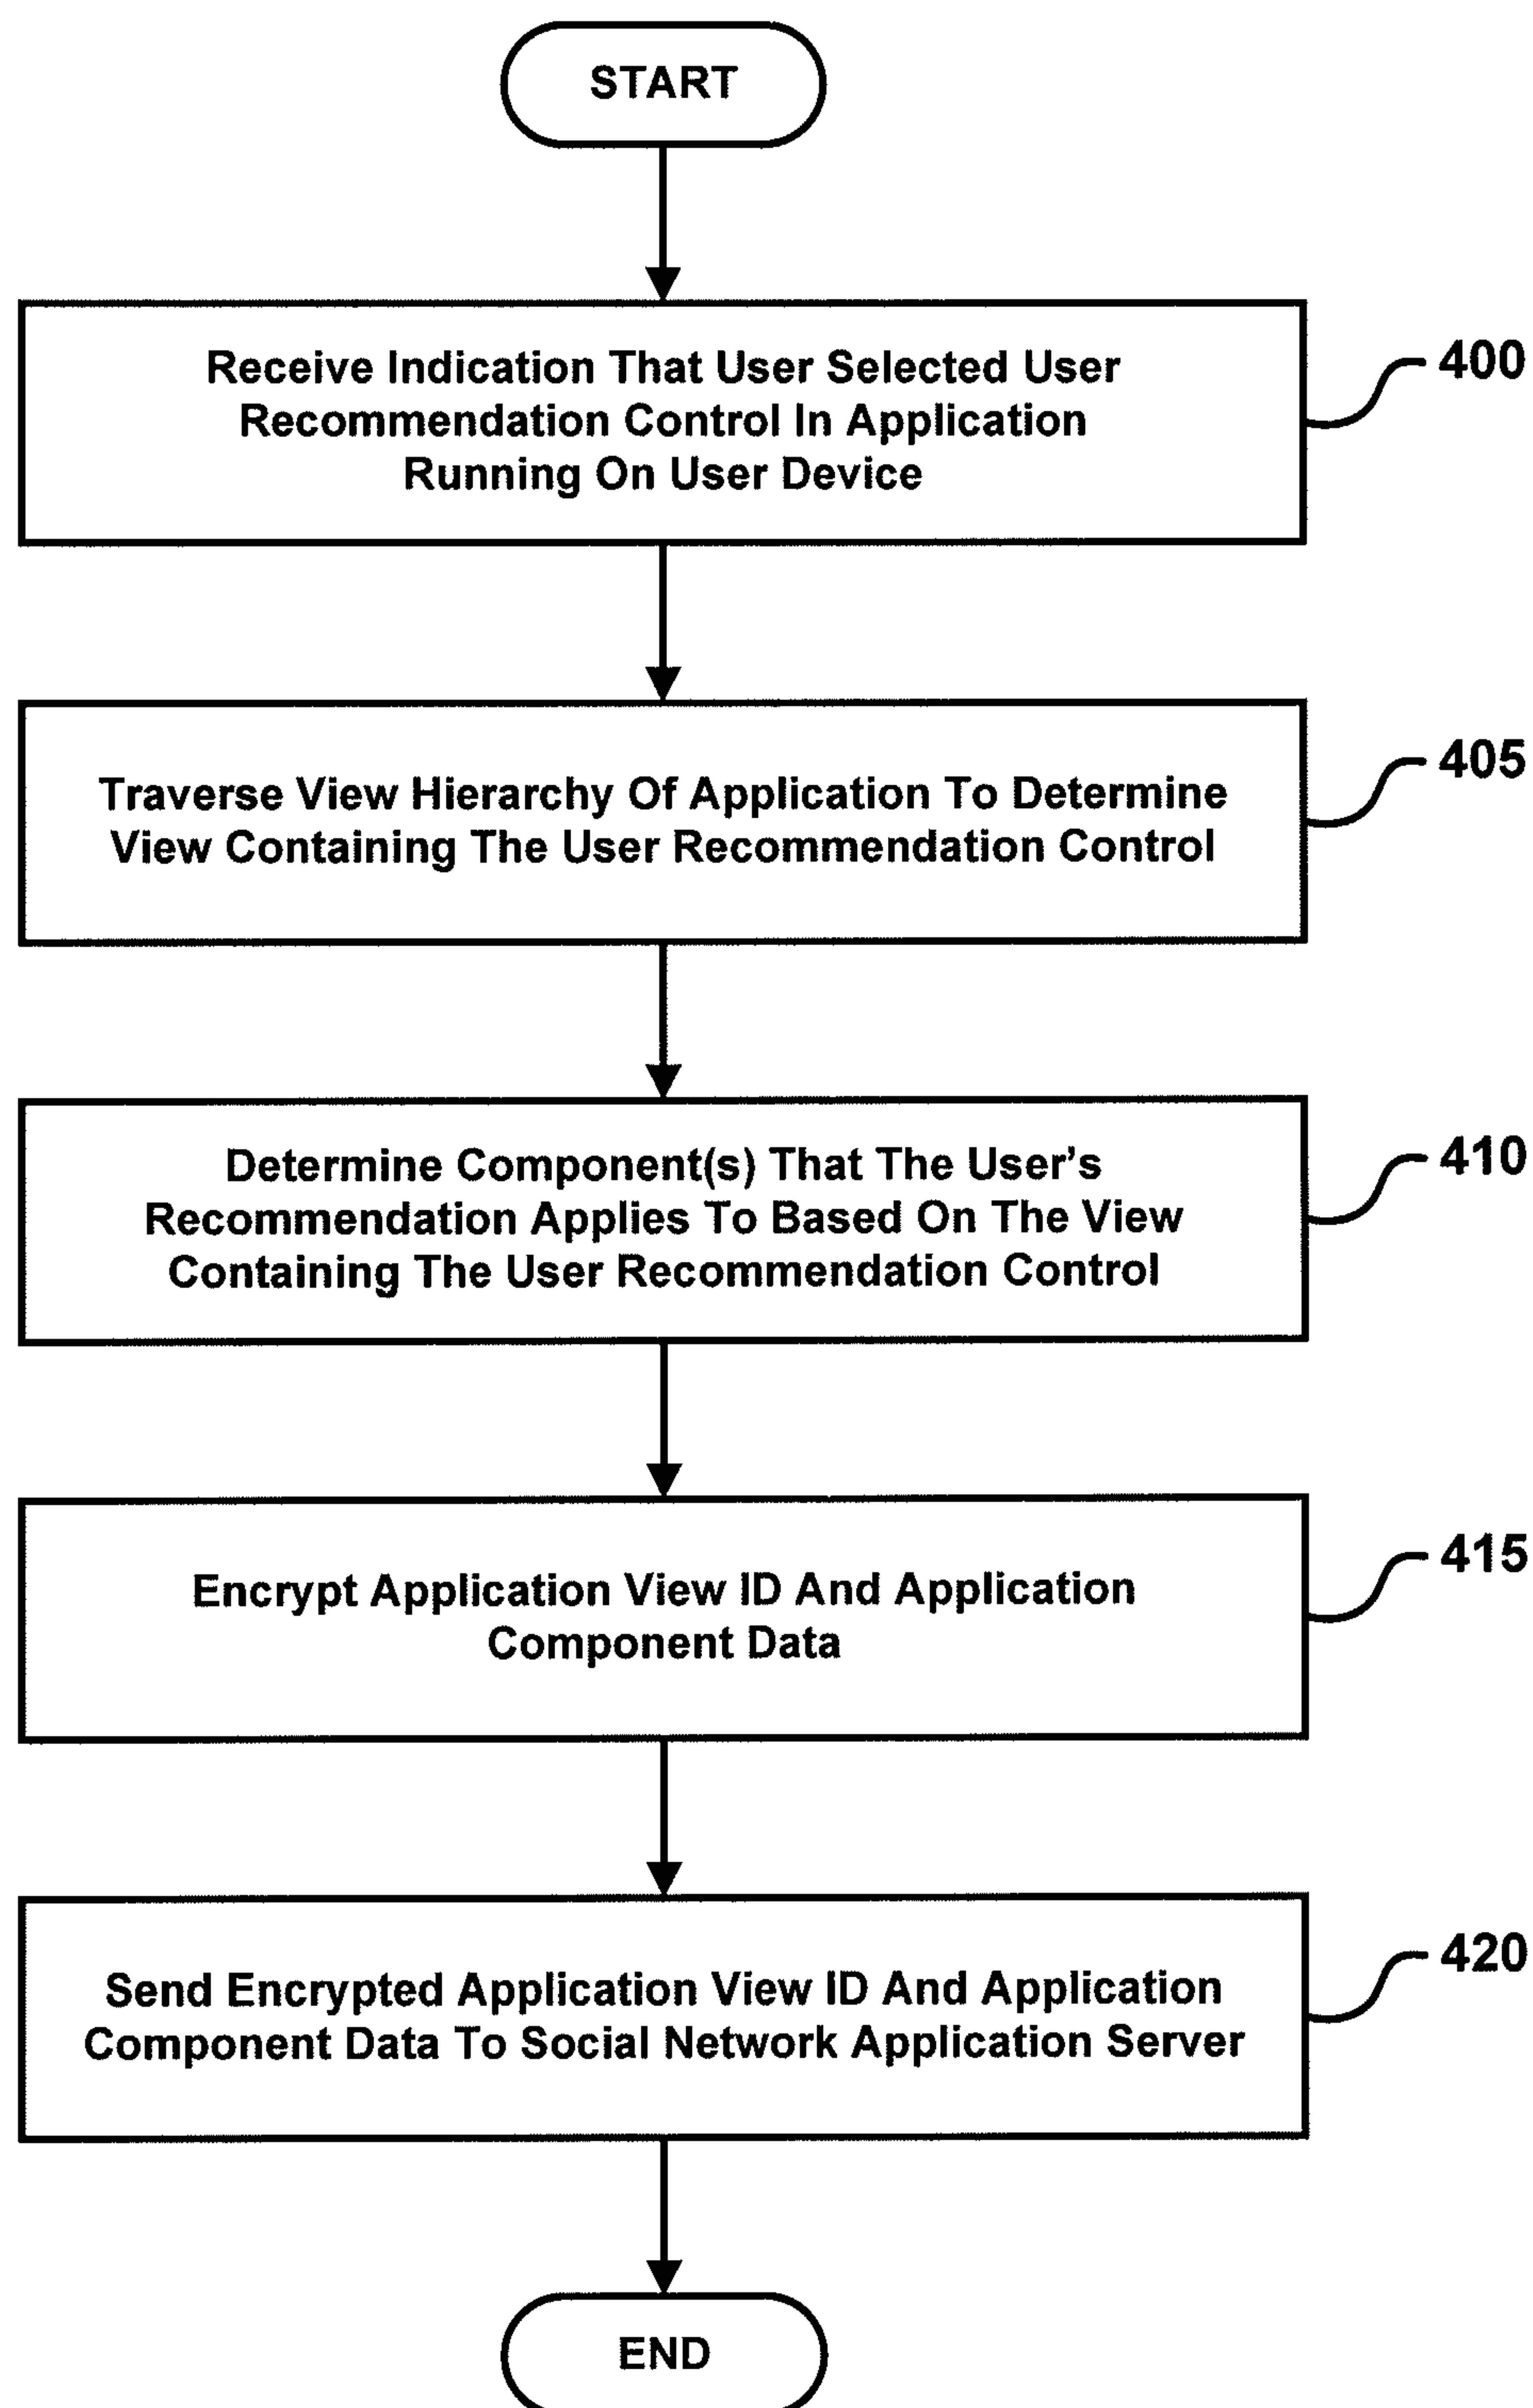 START
Receive Indication That User Selected User
Recommendation Control In Application
Running On User Device
400
Traverse View Hierarchy Of Application To Determine
View Containing The User Recommendation Control
405
Determine Component(s) That The User's
Recommendation Applies To Based On The View
Containing The User Recommendation Control
410
Encrypt Application View ID And Application
Component Data
415
Send Encrypted Application View ID And Application
Component Data To Social Network Application Server
420
END